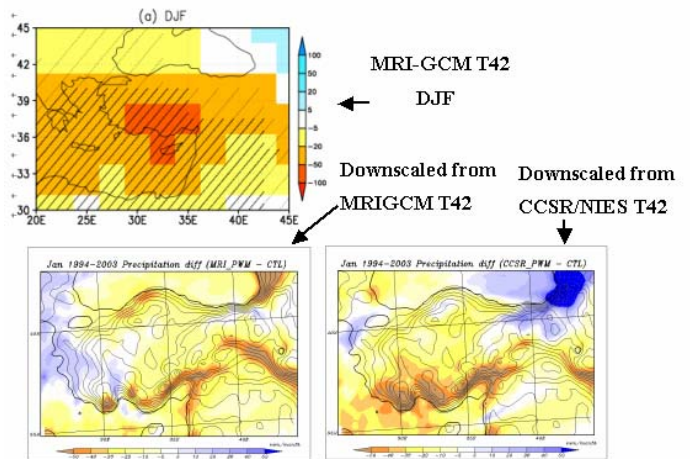 (a) DJF
45
42
39
36
33
30
20E 25E 30E 35E 40E 45E
100
50
20
5
-5
-20
-50
-100
MRI-GCM T42
DJF
Downscaled from
MRIGCM T42
Downscaled from
CCSR/NIES T42
Jan 1994-2003 Precipitation diff (MRI_PWM - CTL)
Jan 1994-2003 Precipitation diff (CCSR_PWM - CTL)